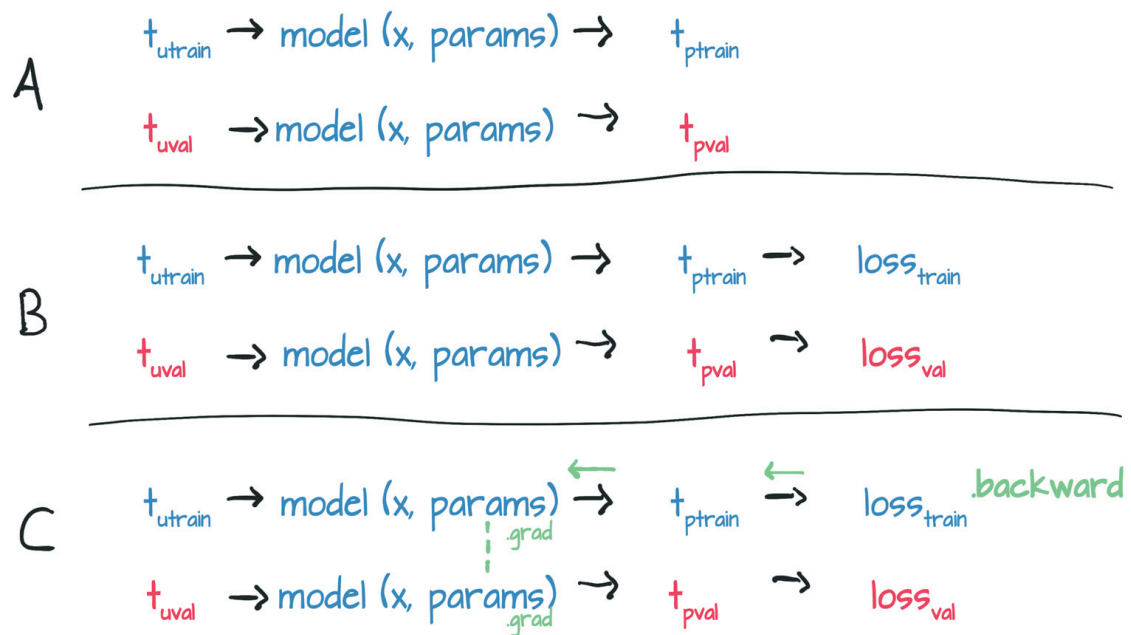 A
t_utrain → model (x, params) → t_ptrain
t_uval → model (x, params) → t_pval
B
t_utrain → model (x, params) → t_ptrain → loss_train
t_uval → model (x, params) → t_pval → loss_val
C
← ←
t_utrain → model (x, params) → t_ptrain → loss_train .backward
.grad
t_uval → model (x, params) → t_pval → loss_val
.grad